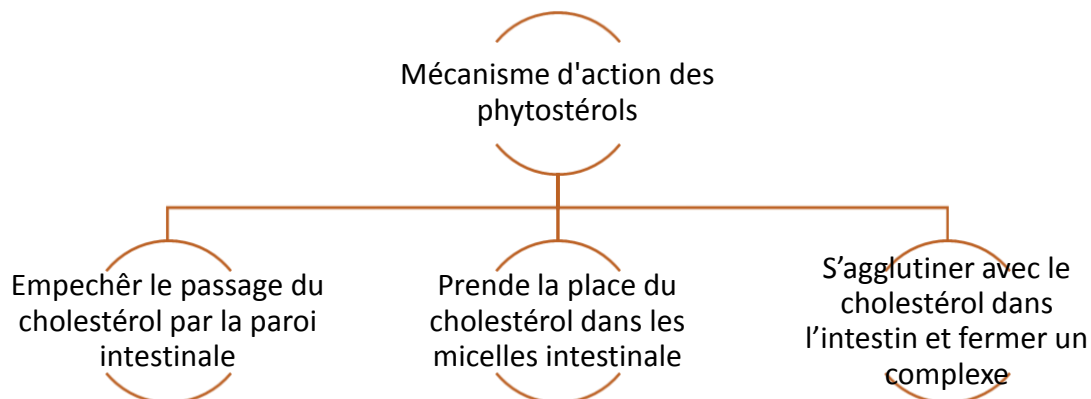 Mécanisme d'action des
phytostérols
Empechêr le passage du
cholestérol par la paroi
intestinale
Prende la place du
cholestérol dans les
micelles intestinale
S’agglutiner avec le
cholestérol dans
l’intestin et fermer un
complexe